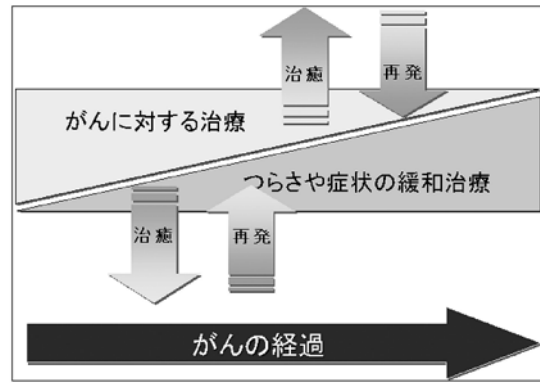 治癒
再発
がんに対する治療
つらさや症状の緩和治療
治癒
再発
がんの経過